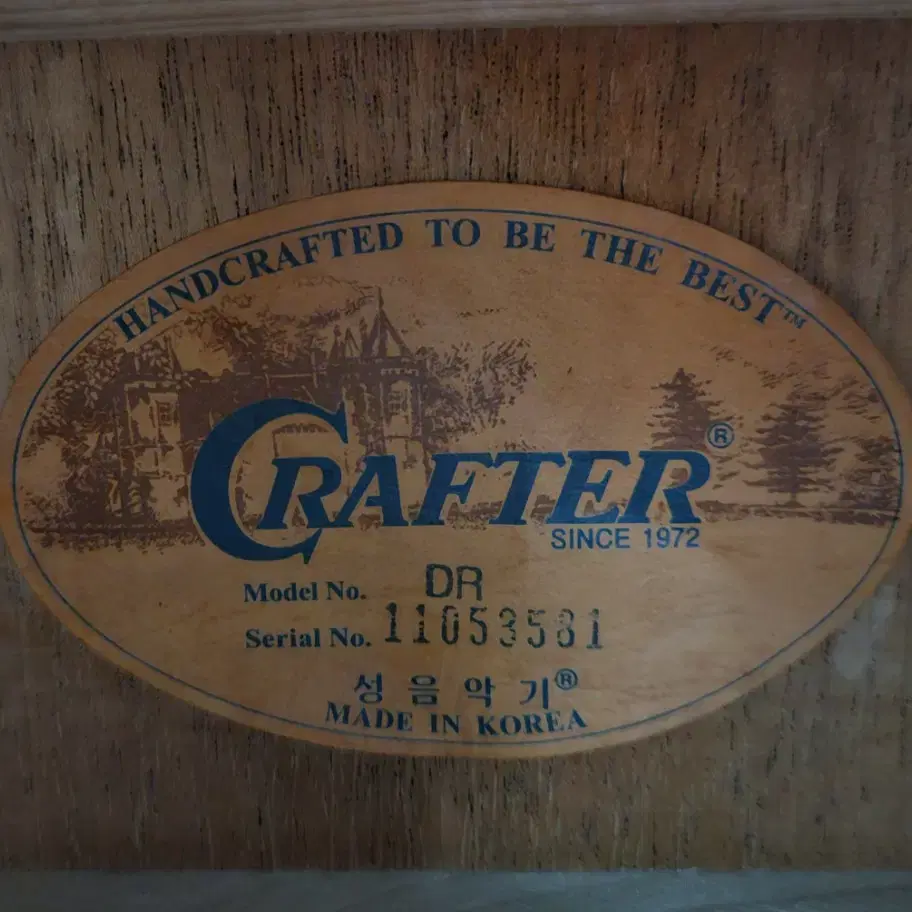 HANDCRAFTED TO BE THE BEST™
CRAFTER®
SINCE 1972
Model No. DR
Serial No. 11053581
성음악기®
MADE IN KOREA